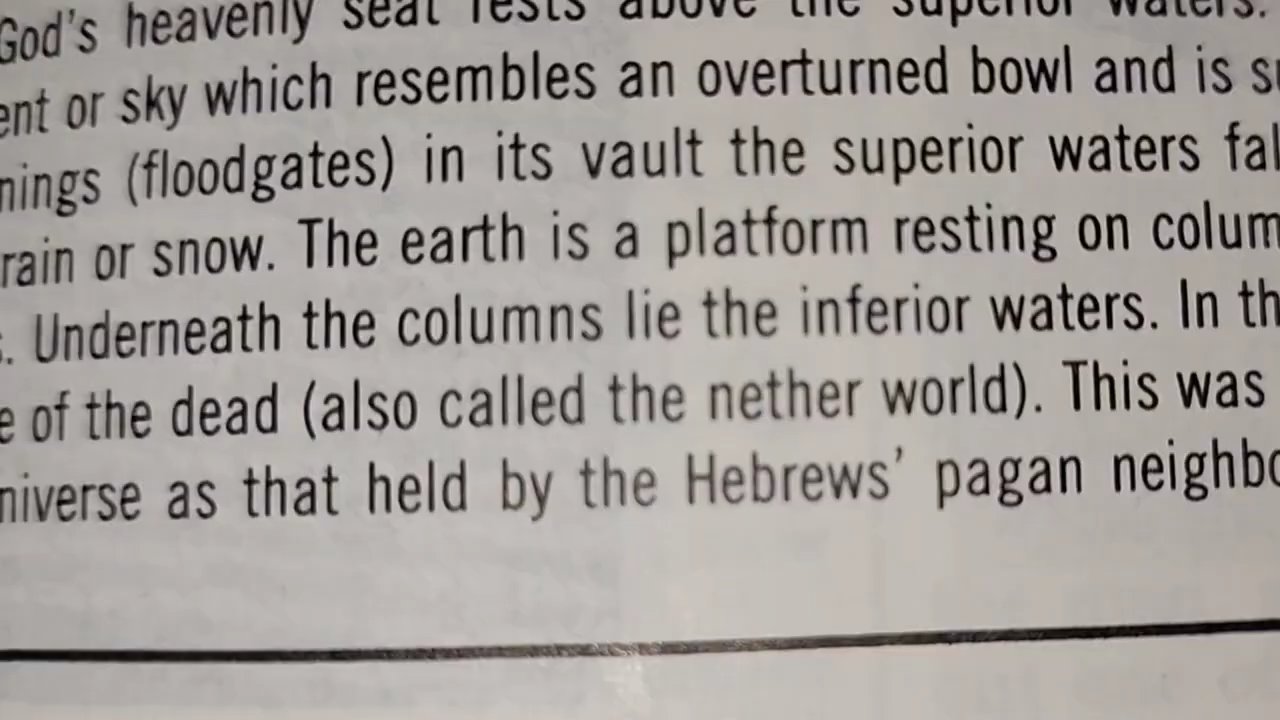 God's heavenly seat rests above the superior waters.
ent or sky which resembles an overturned bowl and is su
nings (floodgates) in its vault the superior waters fal
rain or snow. The earth is a platform resting on colum
s. Underneath the columns lie the inferior waters. In th
e of the dead (also called the nether world). This was
niverse as that held by the Hebrews' pagan neighbo